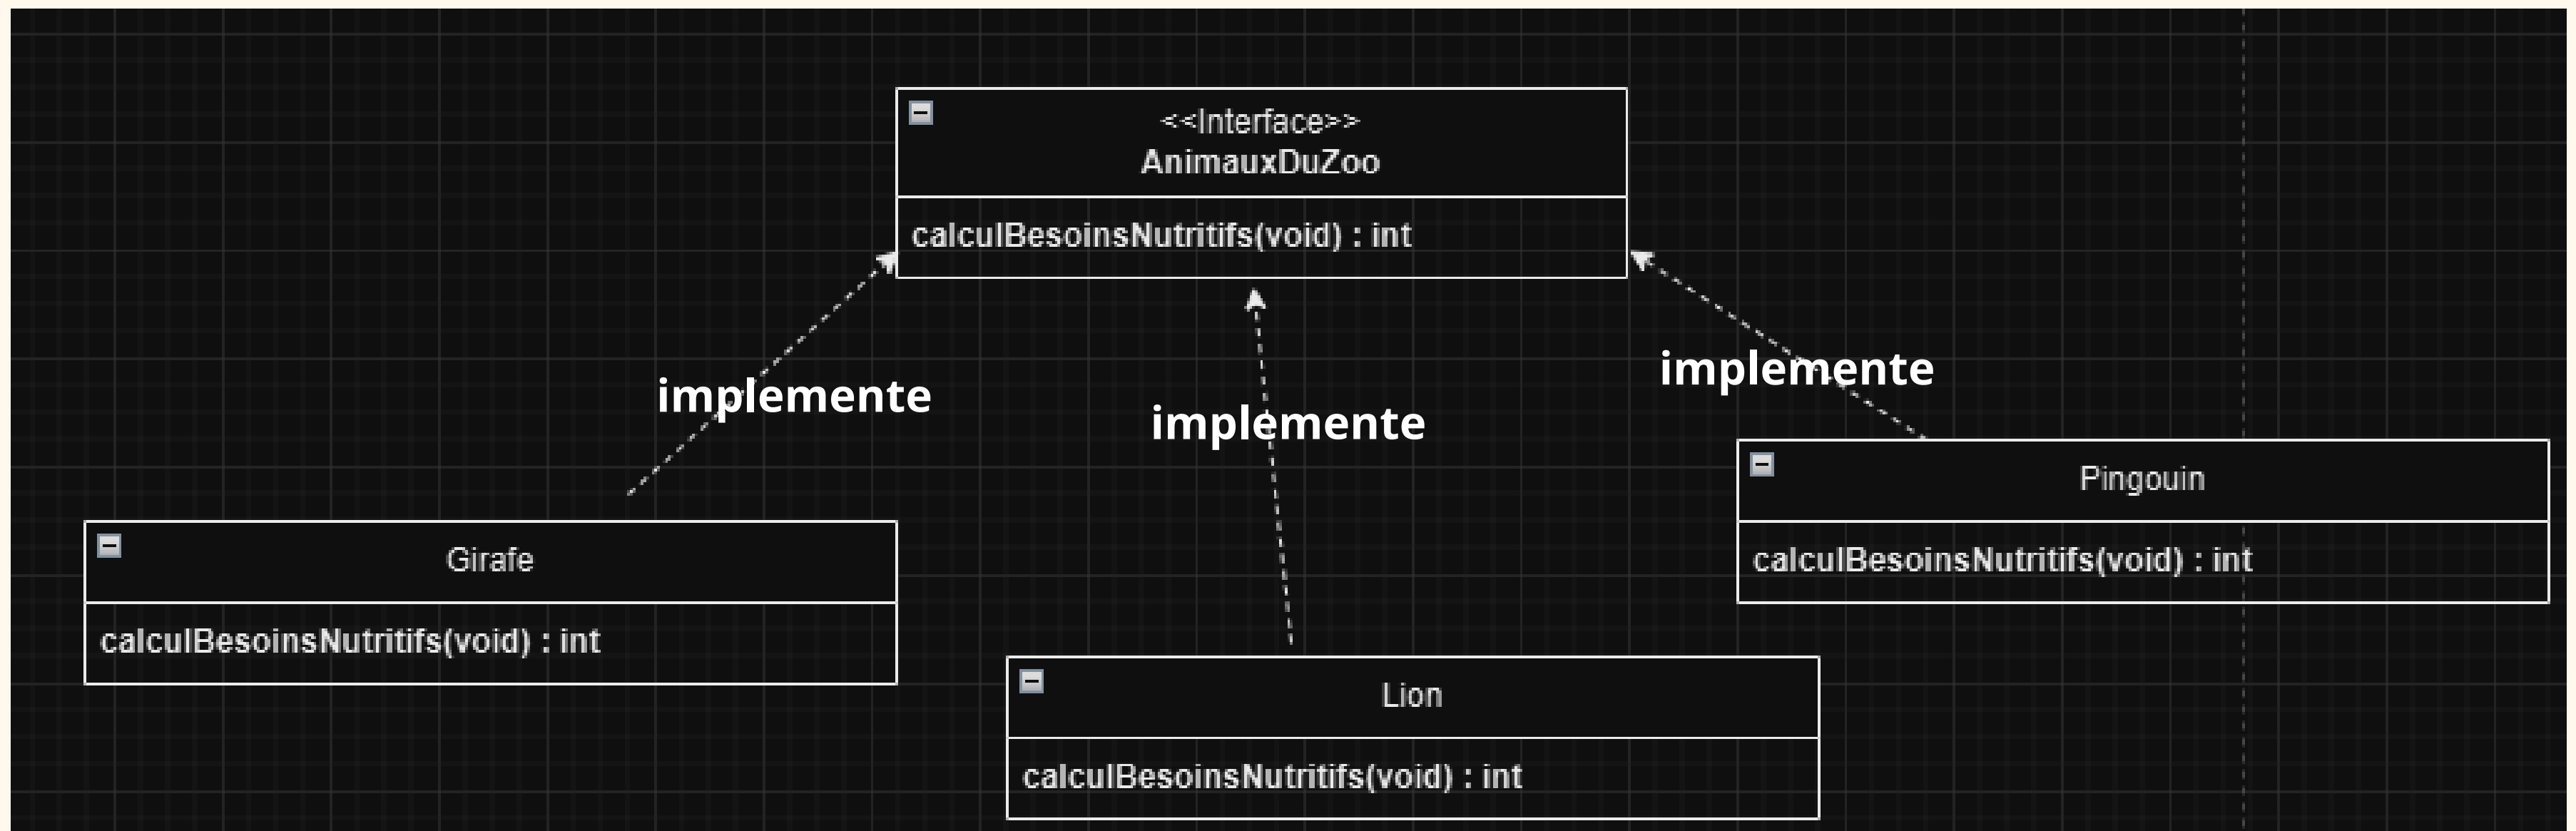 <<Interface>>
AnimauxDuZoo
calculBesoinsNutritifs(void) : int
implemente
implemente
implemente
Pingouin
calculBesoinsNutritifs(void) : int
Girafe
calculBesoinsNutritifs(void) : int
Lion
calculBesoinsNutritifs(void) : int